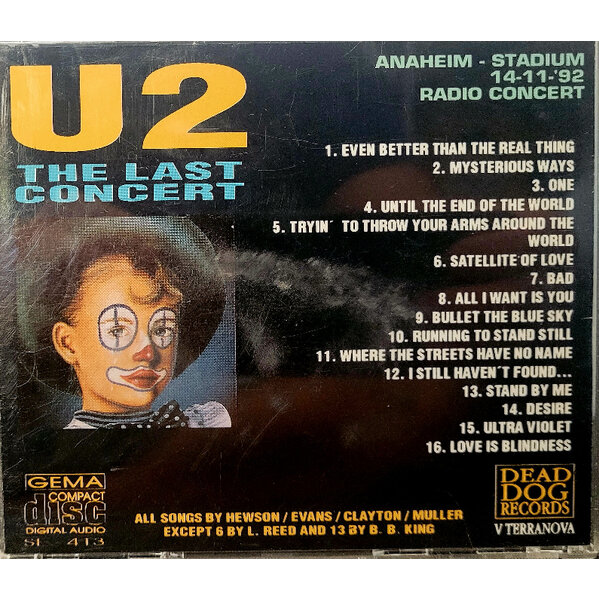 U2
THE LAST
CONCERT
ANAHEIM - STADIUM
14-11-'92
RADIO CONCERT
1. EVEN BETTER THAN THE REAL THING
2. MYSTERIOUS WAYS
3. ONE
4. UNTIL THE END OF THE WORLD
5. TRYIN´ TO THROW YOUR ARMS AROUND THE
WORLD
6. SATELLITE OF LOVE
7. BAD
8. ALL I WANT IS YOU
9. BULLET THE BLUE SKY
10. RUNNING TO STAND STILL
11. WHERE THE STREETS HAVE NO NAME
12. I STILL HAVEN´T FOUND...
13. STAND BY ME
14. DESIRE
15. ULTRA VIOLET
16. LOVE IS BLINDNESS
GEMA
COMPACT
disc
DIGITAL AUDIO
413
ALL SONGS BY HEWSON / EVANS / CLAYTON / MULLER
EXCEPT 6 BY L. REED AND 13 BY B. B. KING
DEAD
DOG
RECORDS
V TERRANOVA